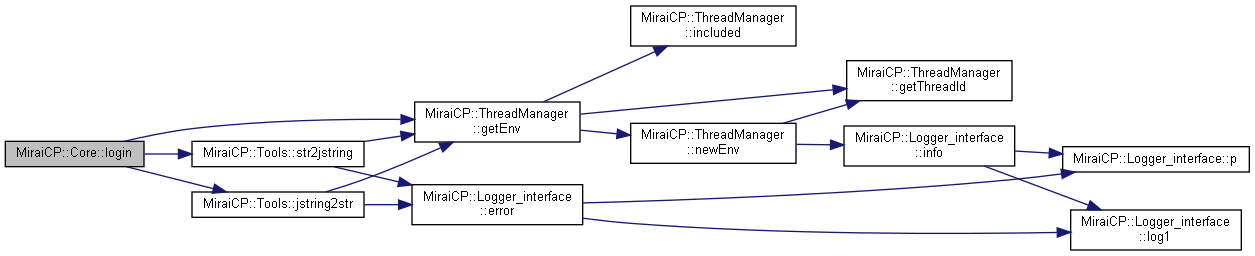 MiraiCP::Core::login
MiraiCP::Tools::str2jstring
MiraiCP::Tools::jstring2str
MiraiCP::ThreadManager
::getEnv
MiraiCP::Logger_interface
::error
MiraiCP::ThreadManager
::included
MiraiCP::ThreadManager
::newEnv
MiraiCP::ThreadManager
::getThreadId
MiraiCP::Logger_interface
::info
MiraiCP::Logger_interface::p
MiraiCP::Logger_interface
::log1